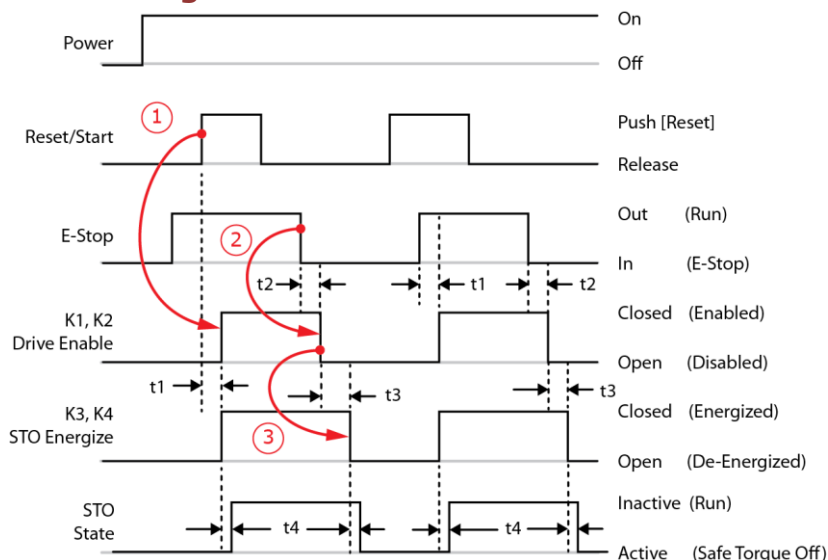 Power
On
Off
1
Reset/Start
Push [Reset]
Release
E-Stop
2
Out (Run)
In (E-Stop)
t2
t1
t2
K1, K2
Drive Enable
Closed (Enabled)
Open (Disabled)
t1
t3
t3
K3, K4
STO Energize
3
Closed (Energized)
Open (De-Energized)
STO
State
t4
t4
Inactive (Run)
Active (Safe Torque Off)